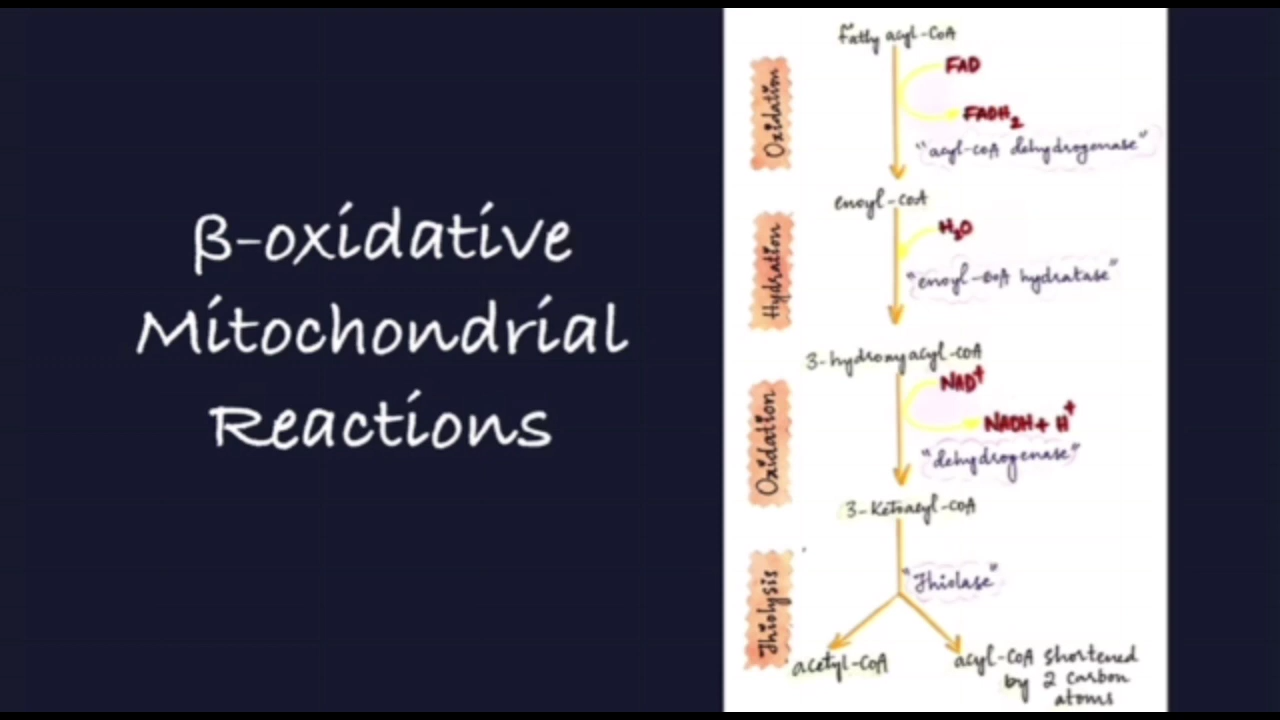 β-oxidative
Mitochondrial
Reactions
Fatty acyl-CoA
Oxidation
FAD
FADH2
"acyl-CoA dehydrogenase"
enoyl-CoA
Hydration
H2O
"enoyl-CoA hydratase"
3-hydroxyacyl-CoA
Oxidation
NAD+
NADH + H+
"dehydrogenase"
3-Ketoacyl-CoA
Thiolysis
"Thiolase"
acetyl-CoA
acyl-CoA shortened
by 2 carbon
atoms